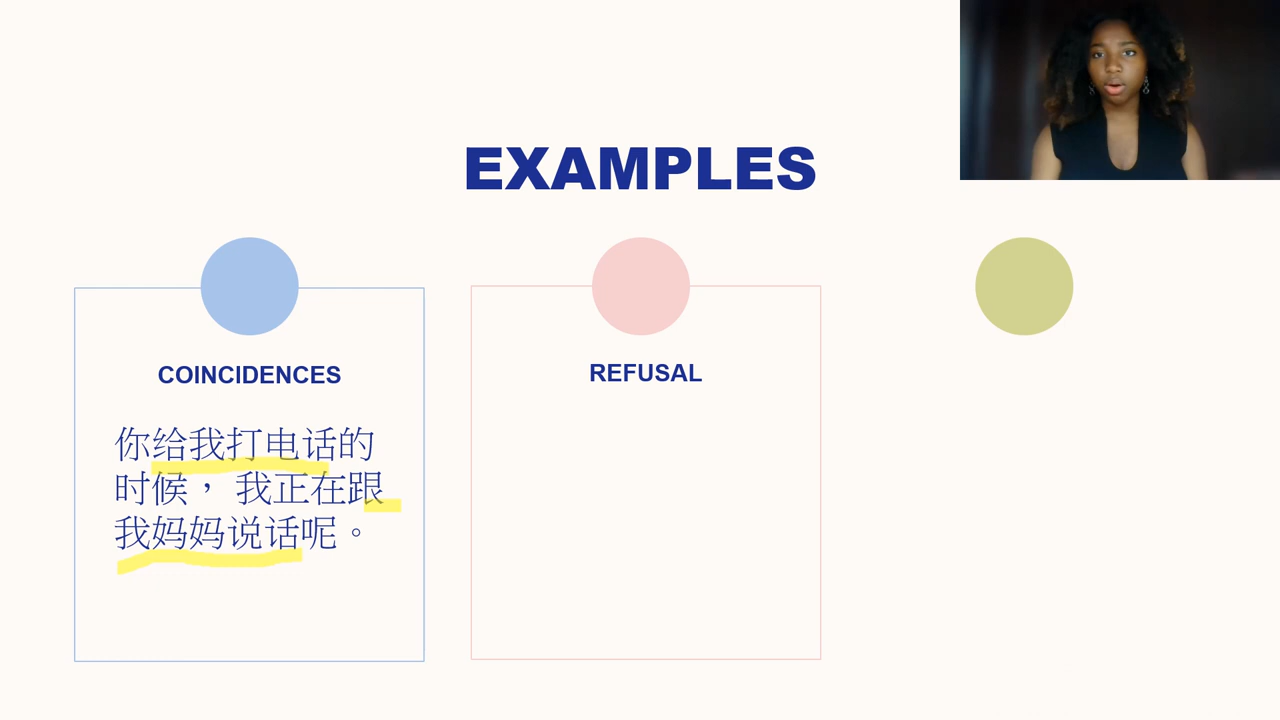 EXAMPLES
COINCIDENCES
你给我打电话的
时候， 我正在跟
我妈妈说话呢。
REFUSAL